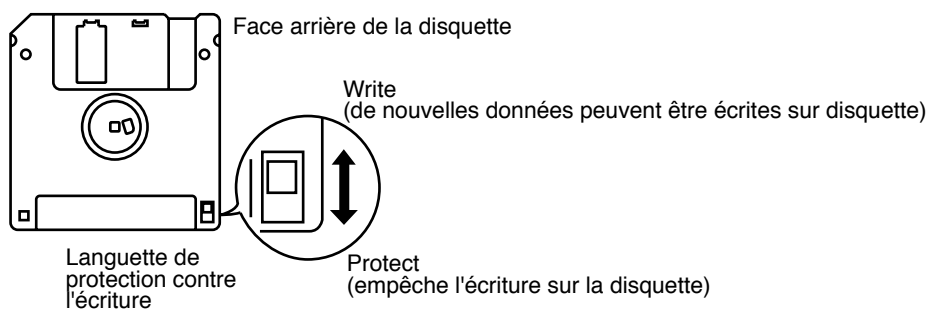 Face arrière de la disquette
Write
(de nouvelles données peuvent être écrites sur disquette)
Languette de
protection contre
l'écriture
Protect
(empêche l'écriture sur la disquette)